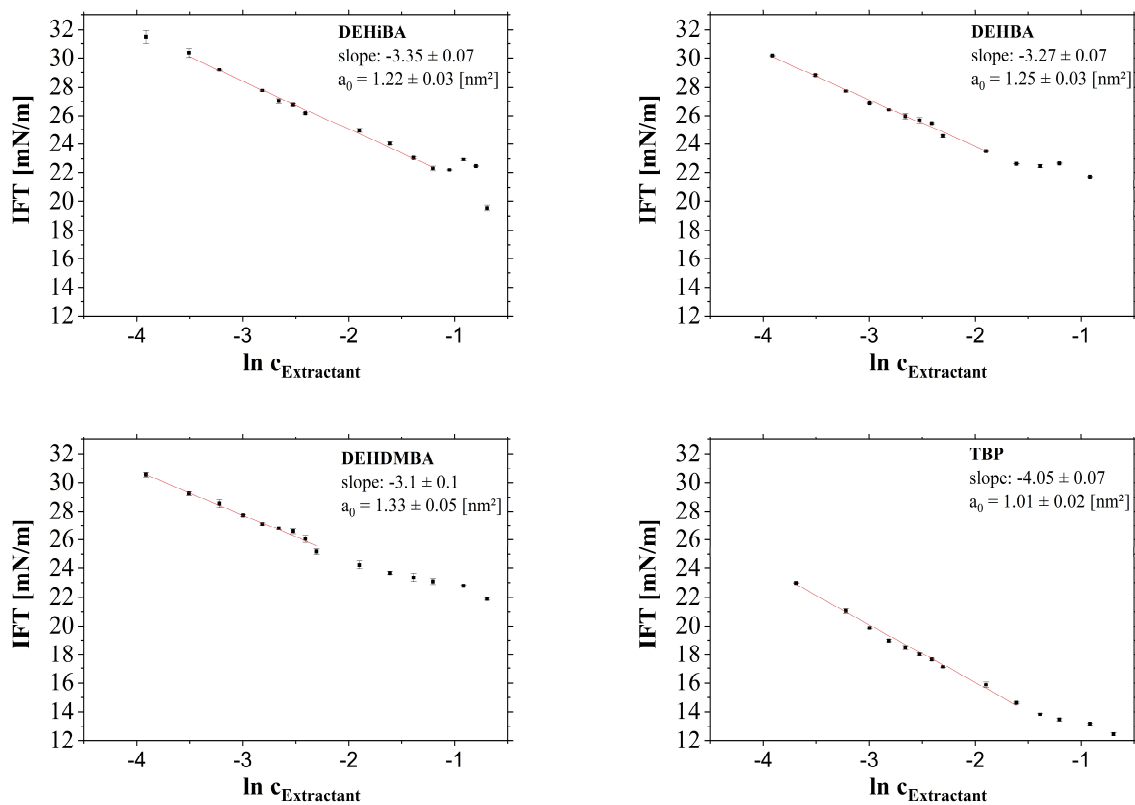 DEHiBA
slope: -3.35 ± 0.07
a0 = 1.22 ± 0.03 [nm²]
IFT [mN/m]
32
30
28
26
24
22
20
18
16
14
12
-4 -3 -2 -1
ln cExtractant
DEHBA
slope: -3.27 ± 0.07
a0 = 1.25 ± 0.03 [nm²]
IFT [mN/m]
32
30
28
26
24
22
20
18
16
14
12
-4 -3 -2 -1
ln cExtractant
DEHDMBA
slope: -3.1 ± 0.1
a0 = 1.33 ± 0.05 [nm²]
IFT [mN/m]
32
30
28
26
24
22
20
18
16
14
12
-4 -3 -2 -1
ln cExtractant
TBP
slope: -4.05 ± 0.07
a0 = 1.01 ± 0.02 [nm²]
IFT [mN/m]
32
30
28
26
24
22
20
18
16
14
12
-4 -3 -2 -1
ln cExtractant